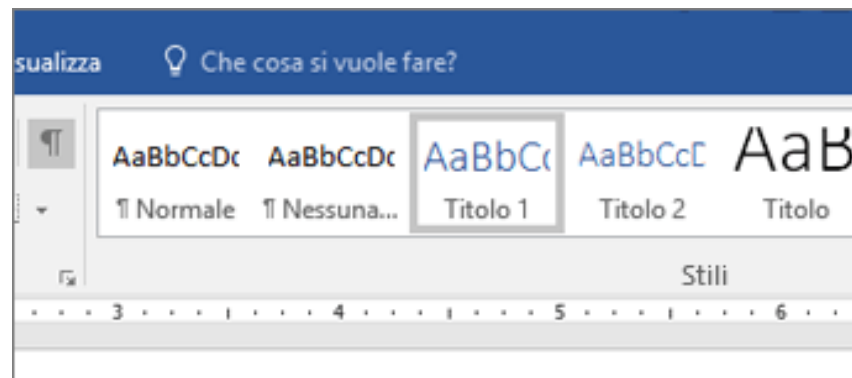 sualizza Che cosa si vuole fare?
¶ AaBbCcDc AaBbCcDc AaBbCc AaBbCcD AaB
¶ Normale ¶ Nessuna... Titolo 1 Titolo 2 Titolo
Stili
3 4 5 6